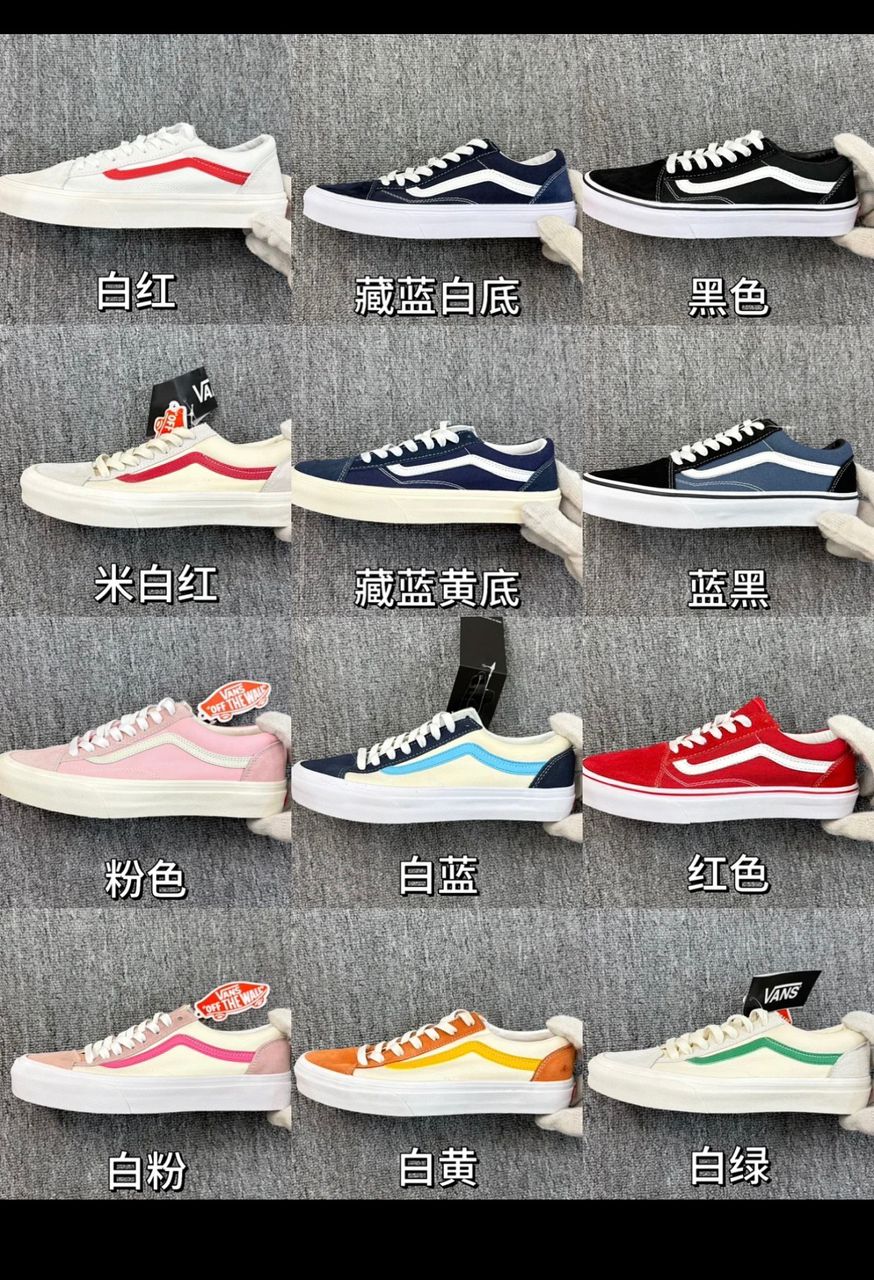 白红
藏蓝白底
黑色
VA
"OFF
米白红
藏蓝黄底
蓝黑
VANS
"OFF THE WALL"
粉色
白蓝
红色
VANS
"OFF THE WALL"
VANS
白粉
白黄
白绿